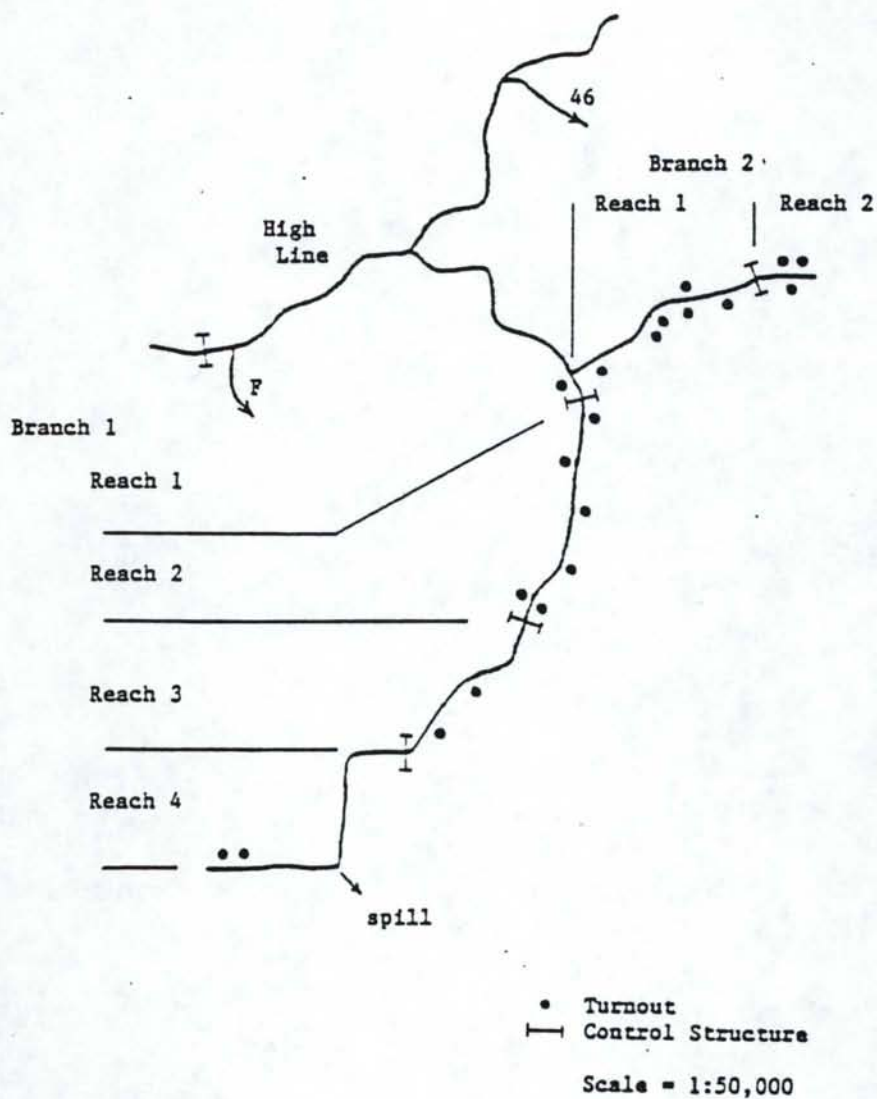 46
Branch 2
Reach 1
Reach 2
High
Line
F
Branch 1
Reach 1
Reach 2
Reach 3
Reach 4
spill
Turnout
Control Structure
Scale = 1:50,000